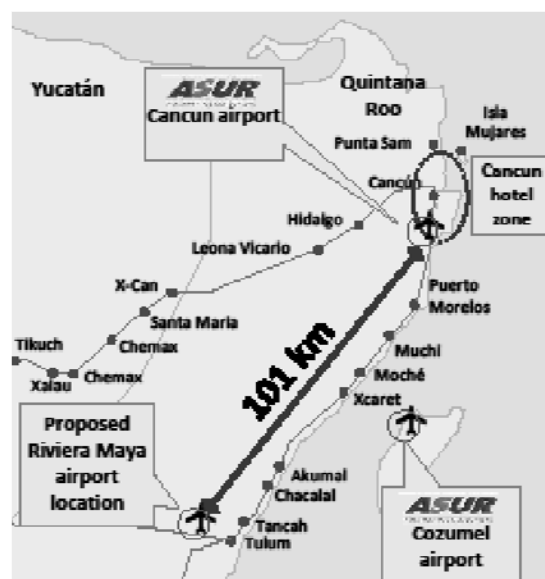 Yucatán
ASUR
Cancun airport
Quintana
Roo
Isla
Mujares
Punta Sam
Cancun
hotel
zone
Cancún
Hidalgo
Leona Vicario
X-Can
Puerto
Morelos
Santa Maria
Tikuch
Chemax
Muchi
Xalau
Chemax
Moché
101 km
Xcaret
Proposed
Riviera Maya
airport
location
Akumal
Chacalal
ASUR
Cozumel
airport
Tancah
Tulum